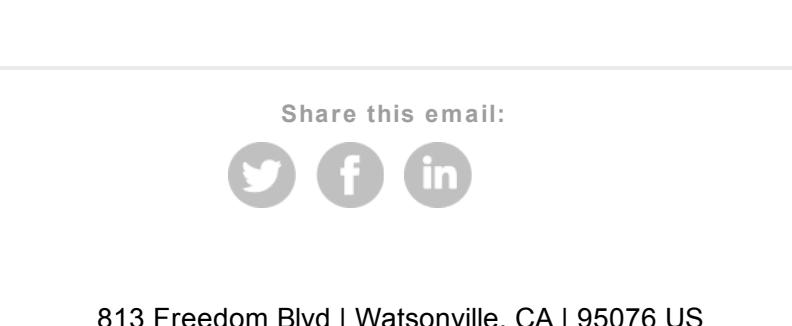 Share this email:
813 Freedom Blvd | Watsonville, CA | 95076 US